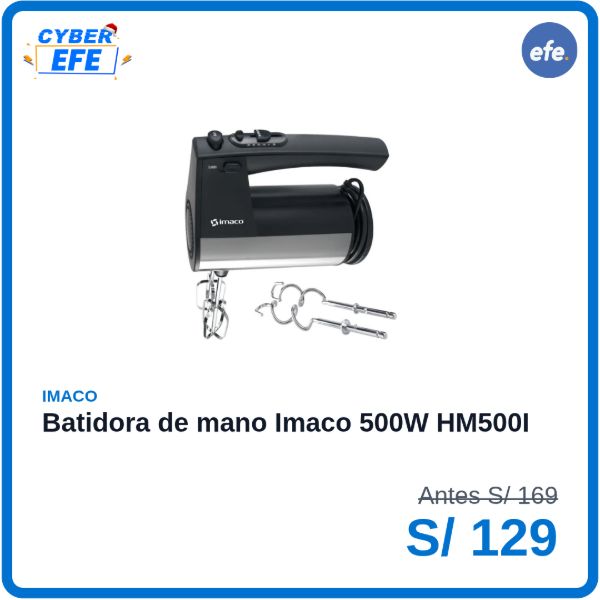 CYBER
EFE
efe.
imaco
IMACO
Batidora de mano Imaco 500W HM500I
Antes S/ 169
S/ 129